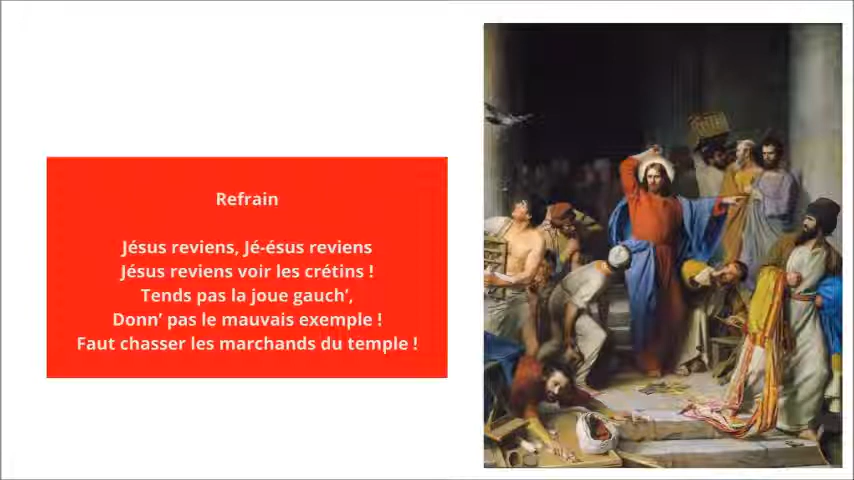 Refrain
Jésus reviens, Jé-ésus reviens
Jésus reviens voir les crétins !
Tends pas la joue gauch’,
Donn’ pas le mauvais exemple !
Faut chasser les marchands du temple !